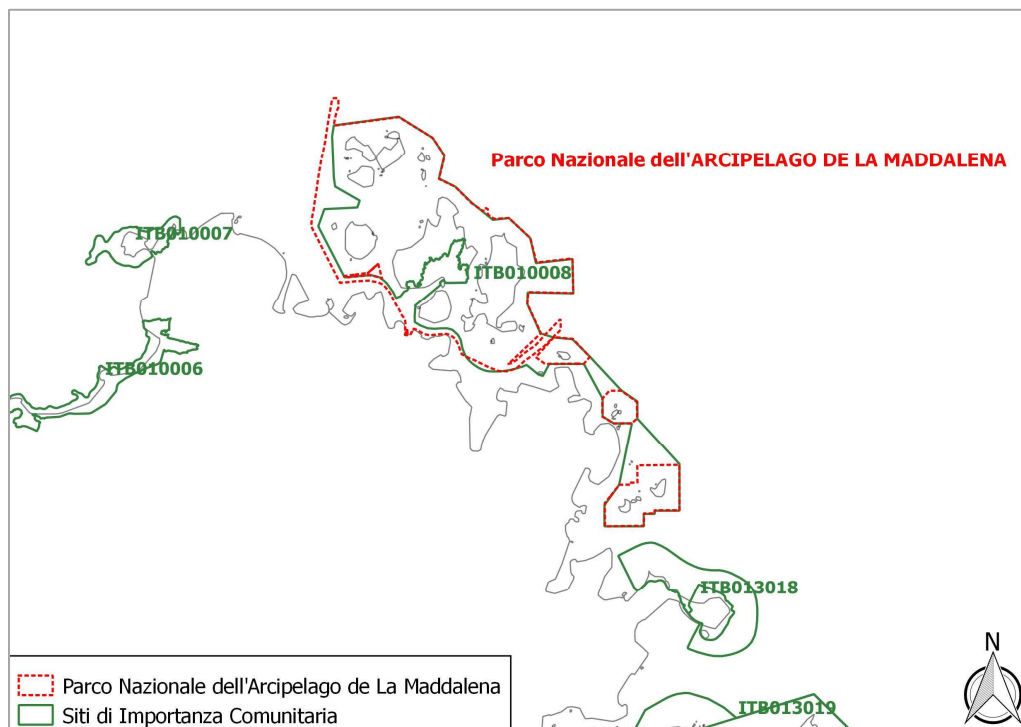 Parco Nazionale dell'ARCIPELAGO DE LA MADDALENA
ITB010007
ITB010008
ITB010006
ITB013018
N
Parco Nazionale dell'Arcipelago de La Maddalena
ITB013019
Siti di Importanza Comunitaria